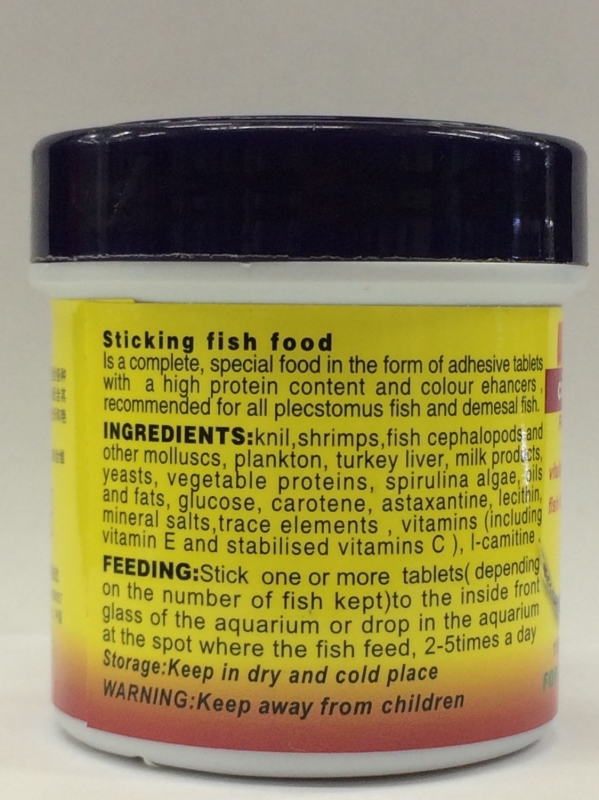 Sticking fish food
Is a complete, special food in the form of adhesive tablets
with a high protein content and colour ehancers ,
recommended for all plecstomus fish and demesal fish.
INGREDIENTS:knil,shrimps,fish cephalopods and
other molluscs, plankton, turkey liver, milk products,
yeasts, vegetable proteins, spirulina algae, oils
and fats, glucose, carotene, astaxantine, lecithin,
mineral salts,trace elements , vitamins (including
vitamin E and stabilised vitamins C ), l-camitine .
FEEDING:Stick one or more tablets( depending
on the number of fish kept)to the inside front
glass of the aquarium or drop in the aquarium
at the spot where the fish feed, 2-5times a day
Storage:Keep in dry and cold place
WARNING:Keep away from children